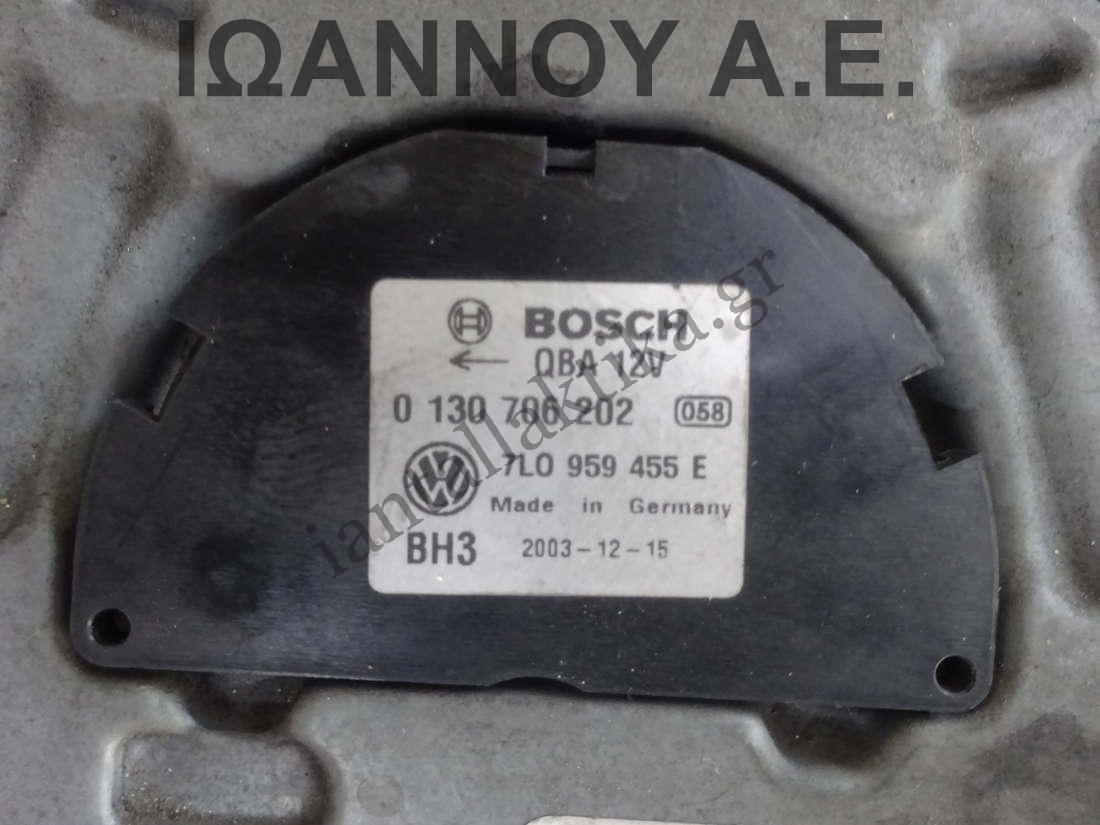 ΙΩΑΝΝΟΥ Α.Ε.
BOSCH
← QBA 12V
0 130 706 202 058
7L0 959 455 E
Made in Germany
BH3 2003-12-15
iantallaktika.gr